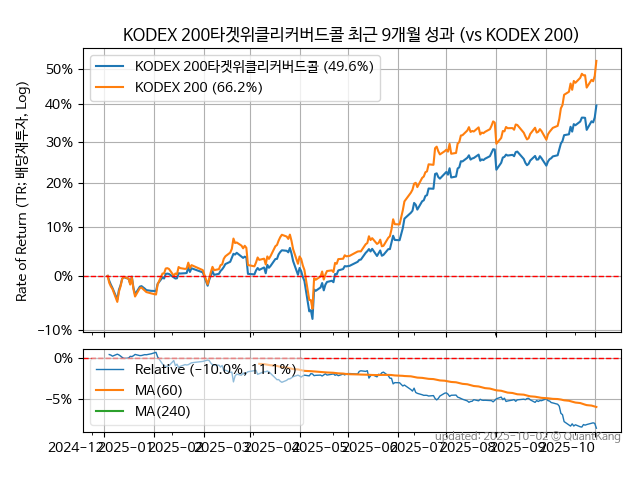 KODEX 200타겟위클리커버드콜 최근 9개월 성과 (vs KODEX 200)
Rate of Return (TR: 배당재투자, Log)
KODEX 200타겟위클리커버드콜 (49.6%)
KODEX 200 (66.2%)
50%
40%
30%
20%
10%
0%
−10%
Relative (−10.0%, 11.1%)
MA(60)
MA(240)
0%
−5%
updated: 2025-10-02 © QuantKang
2024-12 2025-01 2025-02 2025-03 2025-04 2025-05 2025-06 2025-07 2025-08 2025-09 2025-10